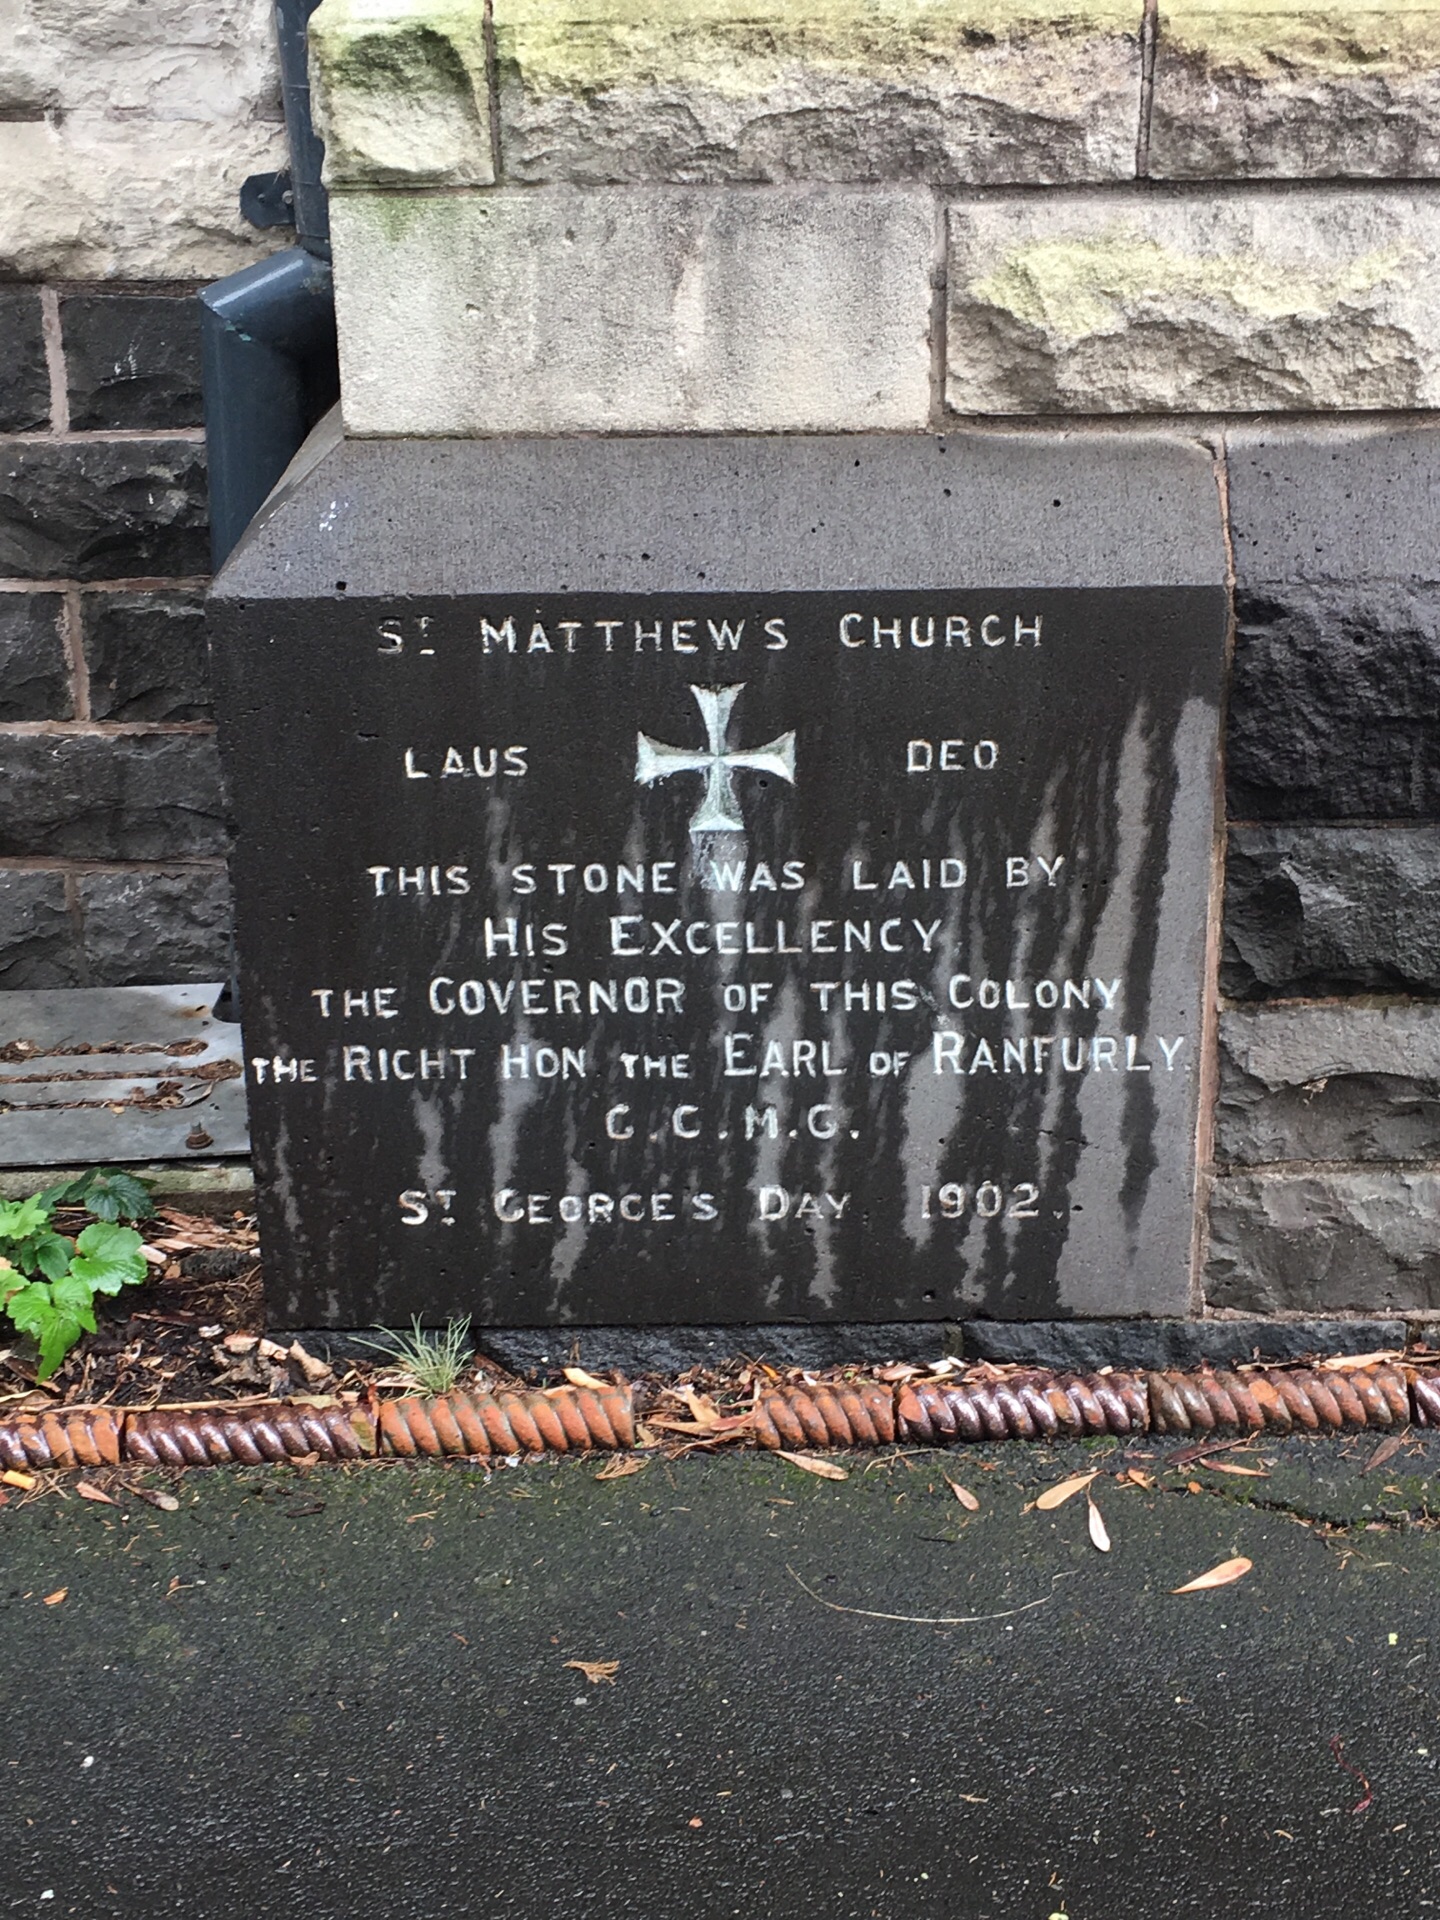 ST MATTHEW'S CHURCH
LAUS DEO
THIS STONE WAS LAID BY
HIS EXCELLENCY
THE GOVERNOR OF THIS COLONY
THE RIGHT HON THE EARL OF RANFURLY.
G.C.M.G.
ST GEORGE'S DAY 1902.